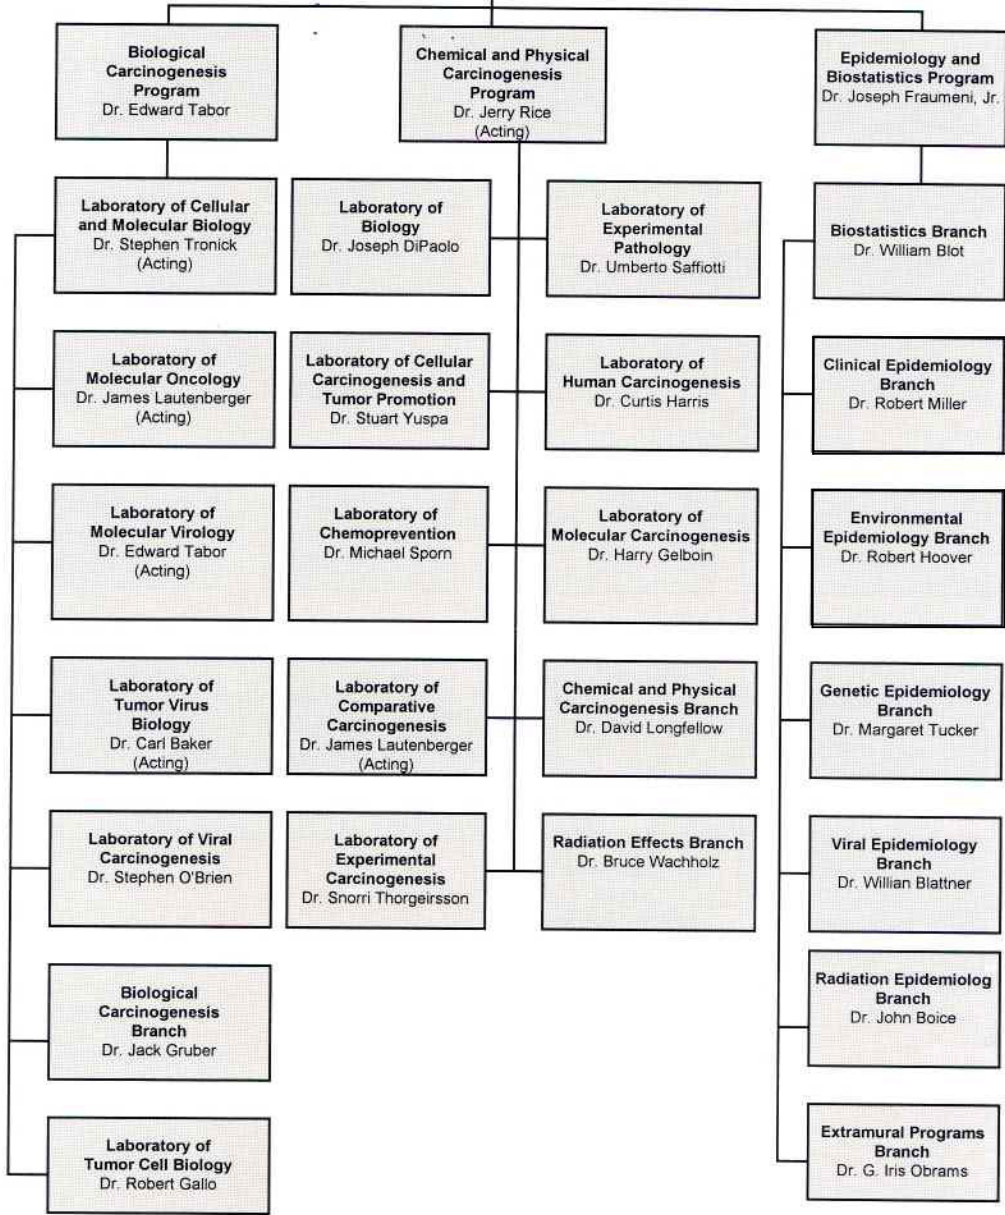 Biological
Carcinogenesis
Program
Dr. Edward Tabor
Chemical and Physical
Carcinogenesis
Program
Dr. Jerry Rice
(Acting)
Epidemiology and
Biostatistics Program
Dr. Joseph Fraumeni, Jr.
Laboratory of Cellular
and Molecular Biology
Dr. Stephen Tronick
(Acting)
Laboratory of
Biology
Dr. Joseph DiPaolo
Laboratory of
Experimental
Pathology
Dr. Umberto Saffiotti
Biostatistics Branch
Dr. William Blot
Laboratory of
Molecular Oncology
Dr. James Lautenberger
(Acting)
Laboratory of Cellular
Carcinogenesis and
Tumor Promotion
Dr. Stuart Yuspa
Laboratory of
Human Carcinogenesis
Dr. Curtis Harris
Clinical Epidemiology
Branch
Dr. Robert Miller
Laboratory of
Molecular Virology
Dr. Edward Tabor
(Acting)
Laboratory of
Chemoprevention
Dr. Michael Sporn
Laboratory of
Molecular Carcinogenesis
Dr. Harry Gelboin
Environmental
Epidemiology Branch
Dr. Robert Hoover
Laboratory of
Tumor Virus
Biology
Dr. Carl Baker
(Acting)
Laboratory of
Comparative
Carcinogenesis
Dr. James Lautenberger
(Acting)
Chemical and Physical
Carcinogenesis Branch
Dr. David Longfellow
Genetic Epidemiology
Branch
Dr. Margaret Tucker
Laboratory of Viral
Carcinogenesis
Dr. Stephen O'Brien
Laboratory of
Experimental
Carcinogenesis
Dr. Snorri Thorgeirsson
Radiation Effects Branch
Dr. Bruce Wachholz
Viral Epidemiology
Branch
Dr. Willian Blattner
Biological
Carcinogenesis
Branch
Dr. Jack Gruber
Radiation Epidemiolog
Branch
Dr. John Boice
Laboratory of
Tumor Cell Biology
Dr. Robert Gallo
Extramural Programs
Branch
Dr. G. Iris Obrams